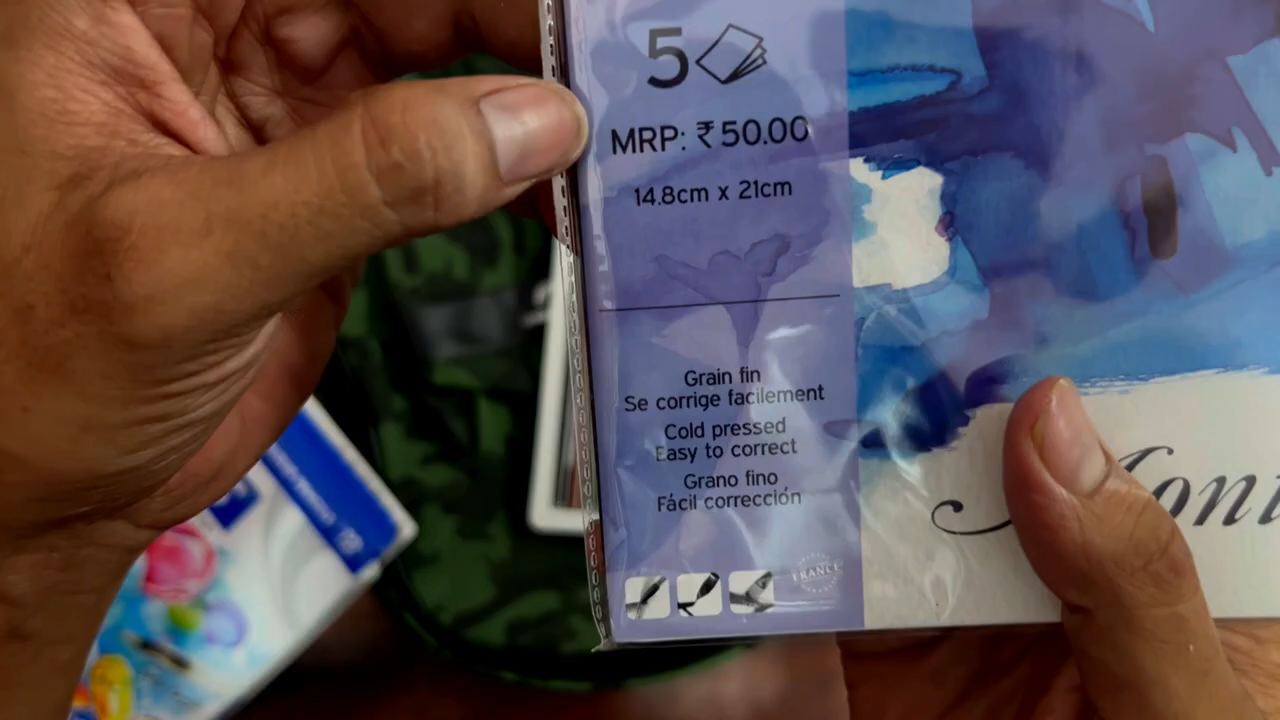 5
MRP: ₹50.00
14.8cm x 21cm
Grain fin
Se corrige facilement
Cold pressed
Easy to correct
Grano fino
Fácil corrección
FRANCE